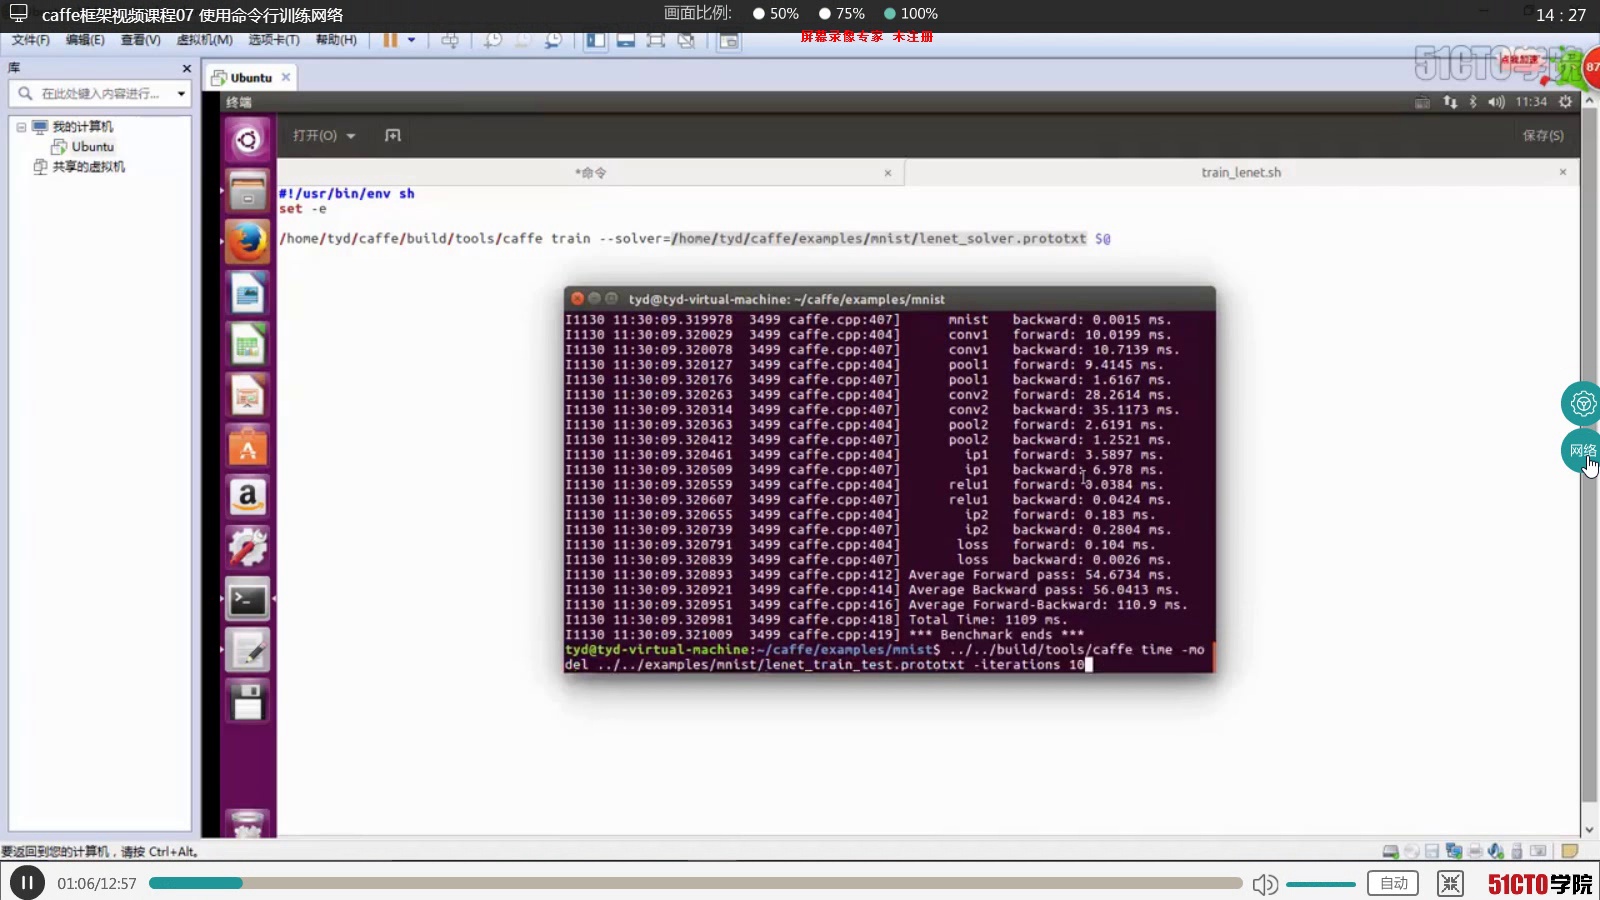 caffe框架视频课程07 使用命令行训练网络
画面比例: 50% 75% 100%
14 : 27
文件(F) 编辑(E) 查看(V) 虚拟机(M) 选项卡(T) 帮助(H)
屏幕录像专家 未注册
51CTO学院
87
库
Ubuntu
在此处键入内容进行...
我的计算机
Ubuntu
共享的虚拟机
终端
11:34
打开(O)
保存(S)
*命令
train_lenet.sh
#!/usr/bin/env sh
set -e
/home/tyd/caffe/build/tools/caffe train --solver=/home/tyd/caffe/examples/mnist/lenet_solver.prototxt $@
tyd@tyd-virtual-machine: ~/caffe/examples/mnist
I1130 11:30:09.319978  3499 caffe.cpp:407]      mnist   backward: 0.0015 ms.
I1130 11:30:09.320029  3499 caffe.cpp:404]      conv1   forward: 10.0199 ms.
I1130 11:30:09.320078  3499 caffe.cpp:407]      conv1   backward: 10.7139 ms.
I1130 11:30:09.320127  3499 caffe.cpp:404]      pool1   forward: 9.4145 ms.
I1130 11:30:09.320176  3499 caffe.cpp:407]      pool1   backward: 1.6167 ms.
I1130 11:30:09.320263  3499 caffe.cpp:404]      conv2   forward: 28.2614 ms.
I1130 11:30:09.320314  3499 caffe.cpp:407]      conv2   backward: 35.1173 ms.
I1130 11:30:09.320363  3499 caffe.cpp:404]      pool2   forward: 2.6191 ms.
I1130 11:30:09.320412  3499 caffe.cpp:407]      pool2   backward: 1.2521 ms.
I1130 11:30:09.320461  3499 caffe.cpp:404]        ip1   forward: 3.5897 ms.
I1130 11:30:09.320509  3499 caffe.cpp:407]        ip1   backward: 6.978 ms.
I1130 11:30:09.320559  3499 caffe.cpp:404]      relu1   forward: 0.0384 ms.
I1130 11:30:09.320607  3499 caffe.cpp:407]      relu1   backward: 0.0424 ms.
I1130 11:30:09.320655  3499 caffe.cpp:404]        ip2   forward: 0.183 ms.
I1130 11:30:09.320739  3499 caffe.cpp:407]        ip2   backward: 0.2804 ms.
I1130 11:30:09.320791  3499 caffe.cpp:404]       loss   forward: 0.104 ms.
I1130 11:30:09.320839  3499 caffe.cpp:407]       loss   backward: 0.0026 ms.
I1130 11:30:09.320893  3499 caffe.cpp:412] Average Forward pass: 54.6734 ms.
I1130 11:30:09.320921  3499 caffe.cpp:414] Average Backward pass: 56.0413 ms.
I1130 11:30:09.320951  3499 caffe.cpp:416] Average Forward-Backward: 110.9 ms.
I1130 11:30:09.320981  3499 caffe.cpp:418] Total Time: 1109 ms.
I1130 11:30:09.321009  3499 caffe.cpp:419] *** Benchmark ends ***
tyd@tyd-virtual-machine:~/caffe/examples/mnist$ ../../build/tools/caffe time -mo
del ../../examples/mnist/lenet_train_test.prototxt -iterations 10
网络
要返回到您的计算机，请按 Ctrl+Alt。
01:06/12:57
自动
51CTO学院